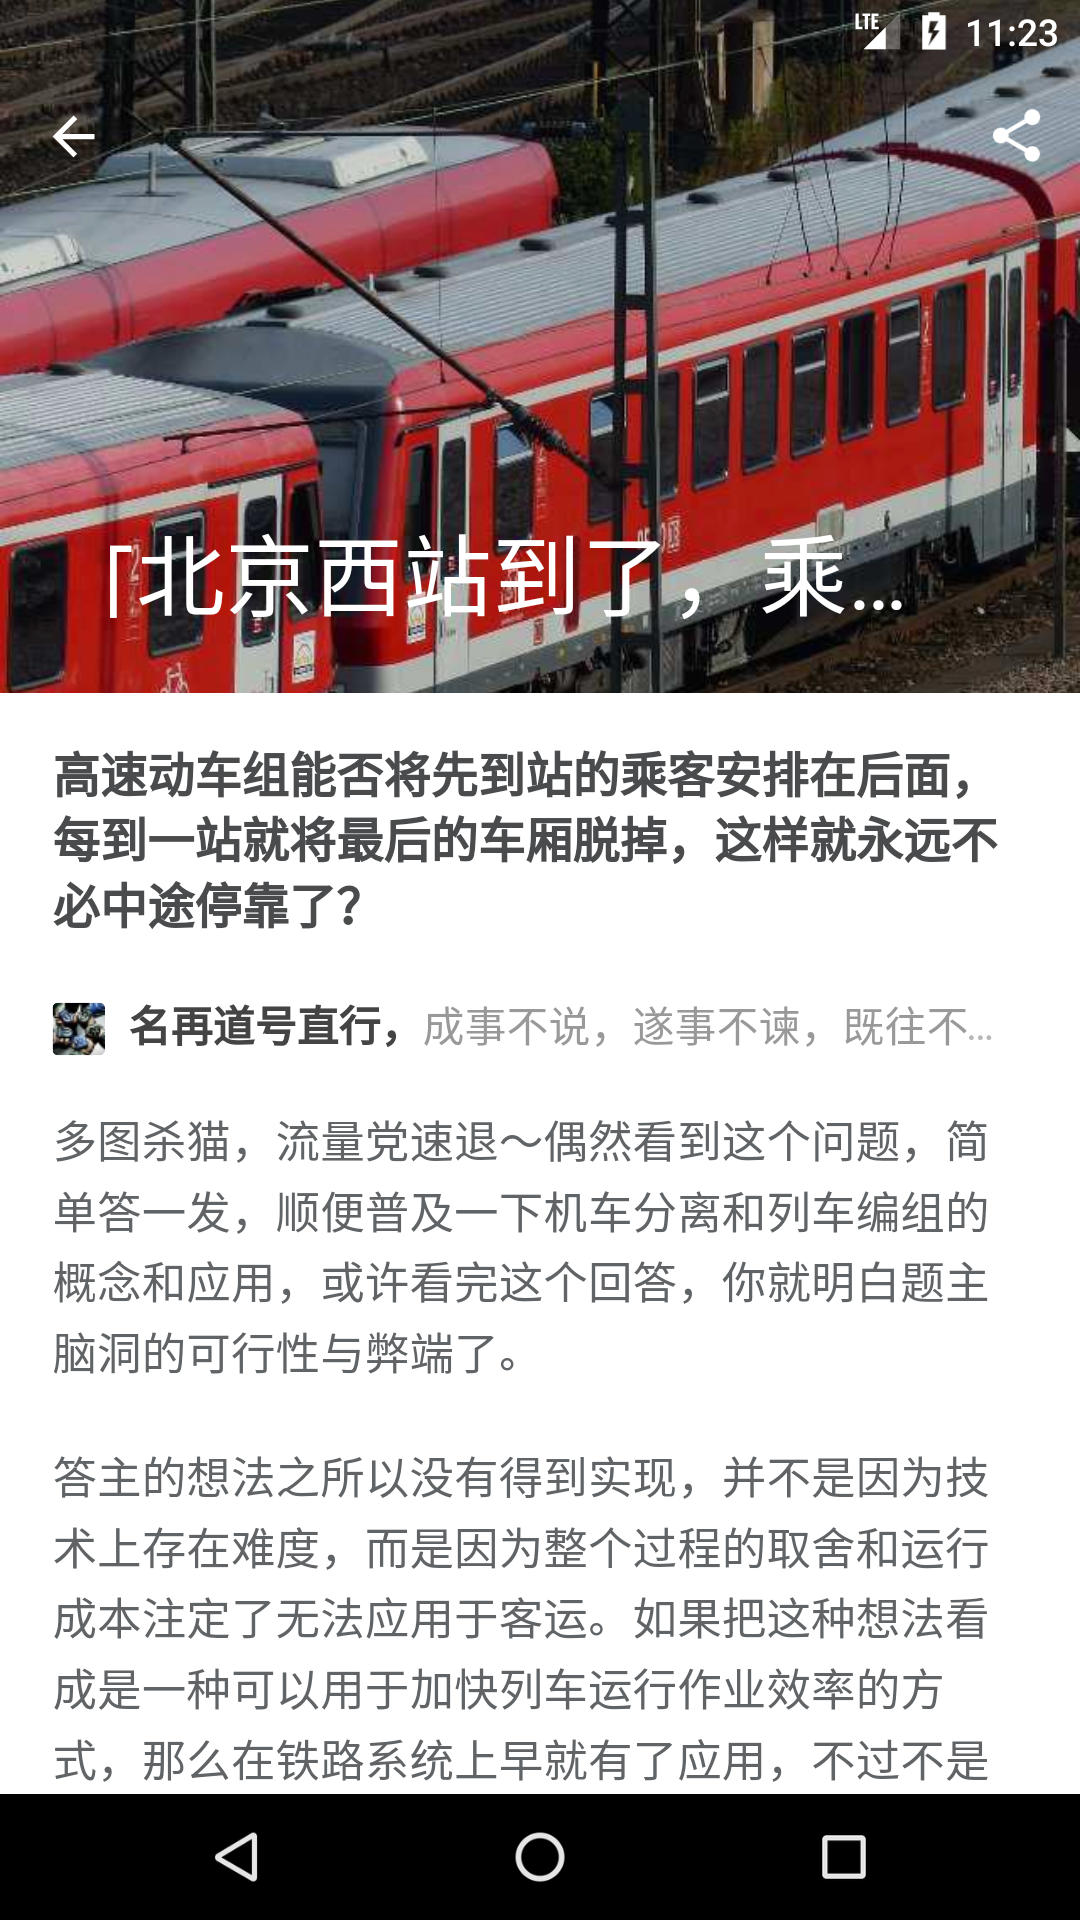 LTE 11:23
「北京西站到了，乘...
高速动车组能否将先到站的乘客安排在后面，
每到一站就将最后的车厢脱掉，这样就永远不
必中途停靠了？
名再道号直行，成事不说，遂事不谏，既往不...
多图杀猫，流量党速退～偶然看到这个问题，简
单答一发，顺便普及一下机车分离和列车编组的
概念和应用，或许看完这个回答，你就明白题主
脑洞的可行性与弊端了。
答主的想法之所以没有得到实现，并不是因为技
术上存在难度，而是因为整个过程的取舍和运行
成本注定了无法应用于客运。如果把这种想法看
成是一种可以用于加快列车运行作业效率的方
式，那么在铁路系统上早就有了应用，不过不是